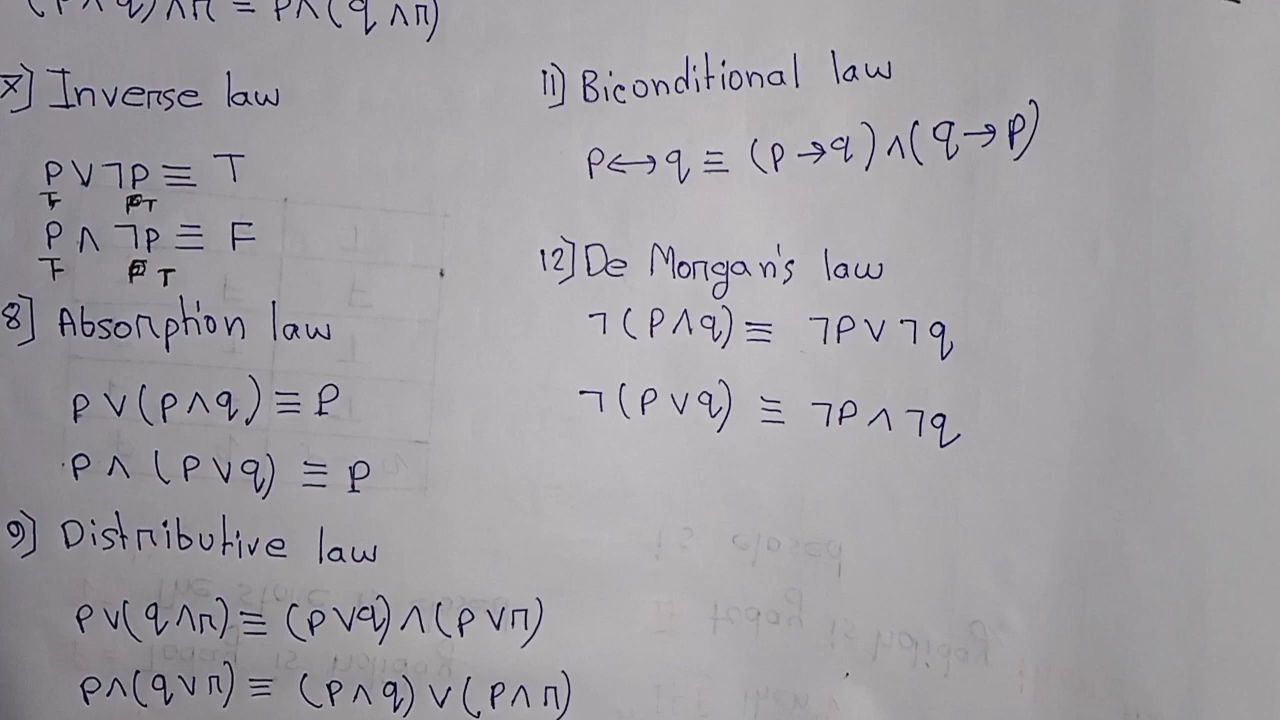 (p∧q)∧r ≡ p∧(q∧r)
7] Inverse law
p∨¬p ≡ T
T
p∧¬p ≡ F
T
8] Absorption law
p∨(p∧q) ≡ p
p∧(p∨q) ≡ p
9] Distributive law
p∨(q∧r) ≡ (p∨q)∧(p∨r)
p∧(q∨r) ≡ (p∧q)∨(p∧r)
11) Biconditional law
p↔q ≡ (p→q)∧(q→p)
12] De Morgan's law
¬(p∧q) ≡ ¬p∨¬q
¬(p∨q) ≡ ¬p∧¬q